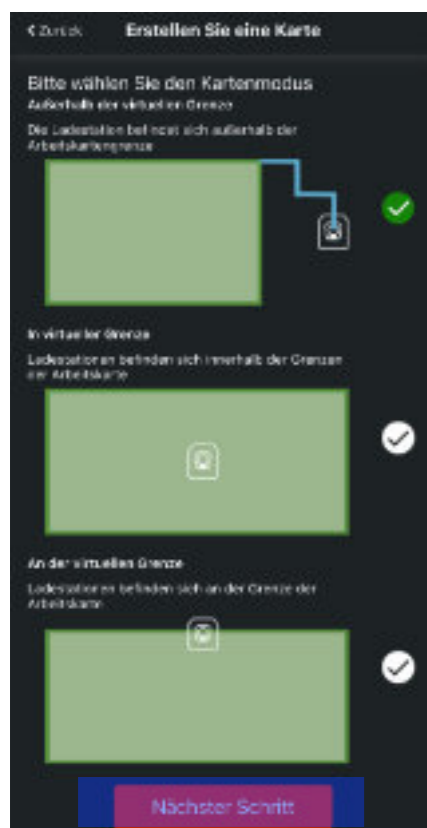 Zurück Erstellen Sie eine Karte
Bitte wählen Sie den Kartenmodus
Außerhalb der virtuellen Grenze
Die Ladestation befindet sich außerhalb der
Arbeitskartengrenze
In virtueller Grenze
Ladestationen befinden sich innerhalb der Grenzen
der Arbeitskarte
An der virtuellen Grenze
Ladestationen befinden sich an der Grenze der
Arbeitskarte
Nächster Schritt